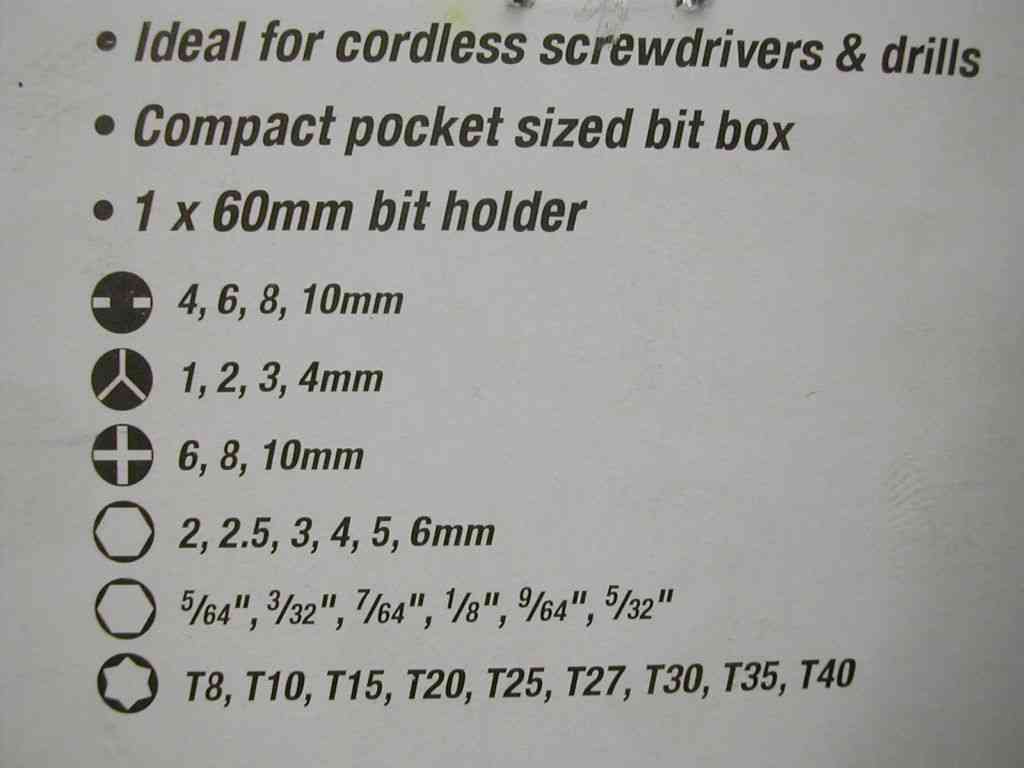 • Ideal for cordless screwdrivers & drills
• Compact pocket sized bit box
• 1 x 60mm bit holder
4, 6, 8, 10mm
1, 2, 3, 4mm
6, 8, 10mm
2, 2.5, 3, 4, 5, 6mm
5/64", 3/32", 7/64", 1/8", 9/64", 5/32"
T8, T10, T15, T20, T25, T27, T30, T35, T40